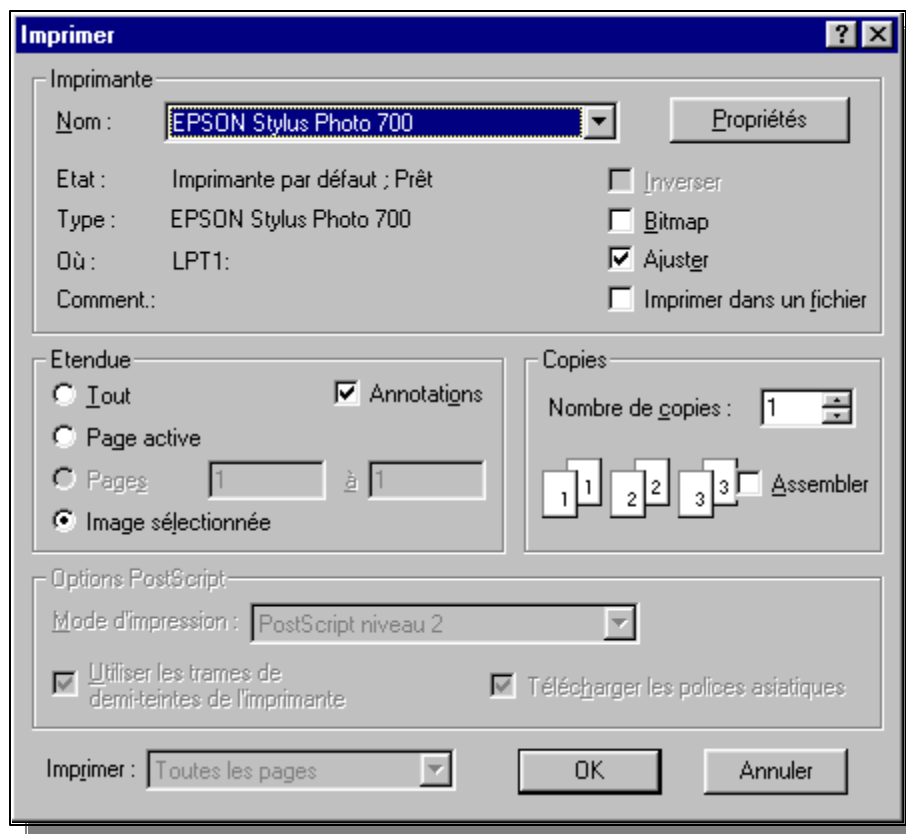 Imprimer
Imprimante
Nom : EPSON Stylus Photo 700 Propriétés
Etat : Imprimante par défaut ; Prêt Inverser
Type : EPSON Stylus Photo 700 Bitmap
Où : LPT1: Ajuster
Comment.: Imprimer dans un fichier
Etendue
Tout Annotations
Page active
Pages 1 à 1
Image sélectionnée
Copies
Nombre de copies : 1
1 1 2 2 3 3 Assembler
Options PostScript
Mode d'impression : PostScript niveau 2
Utiliser les trames de
demi-teintes de l'imprimante
Télécharger les polices asiatiques
Imprimer : Toutes les pages OK Annuler